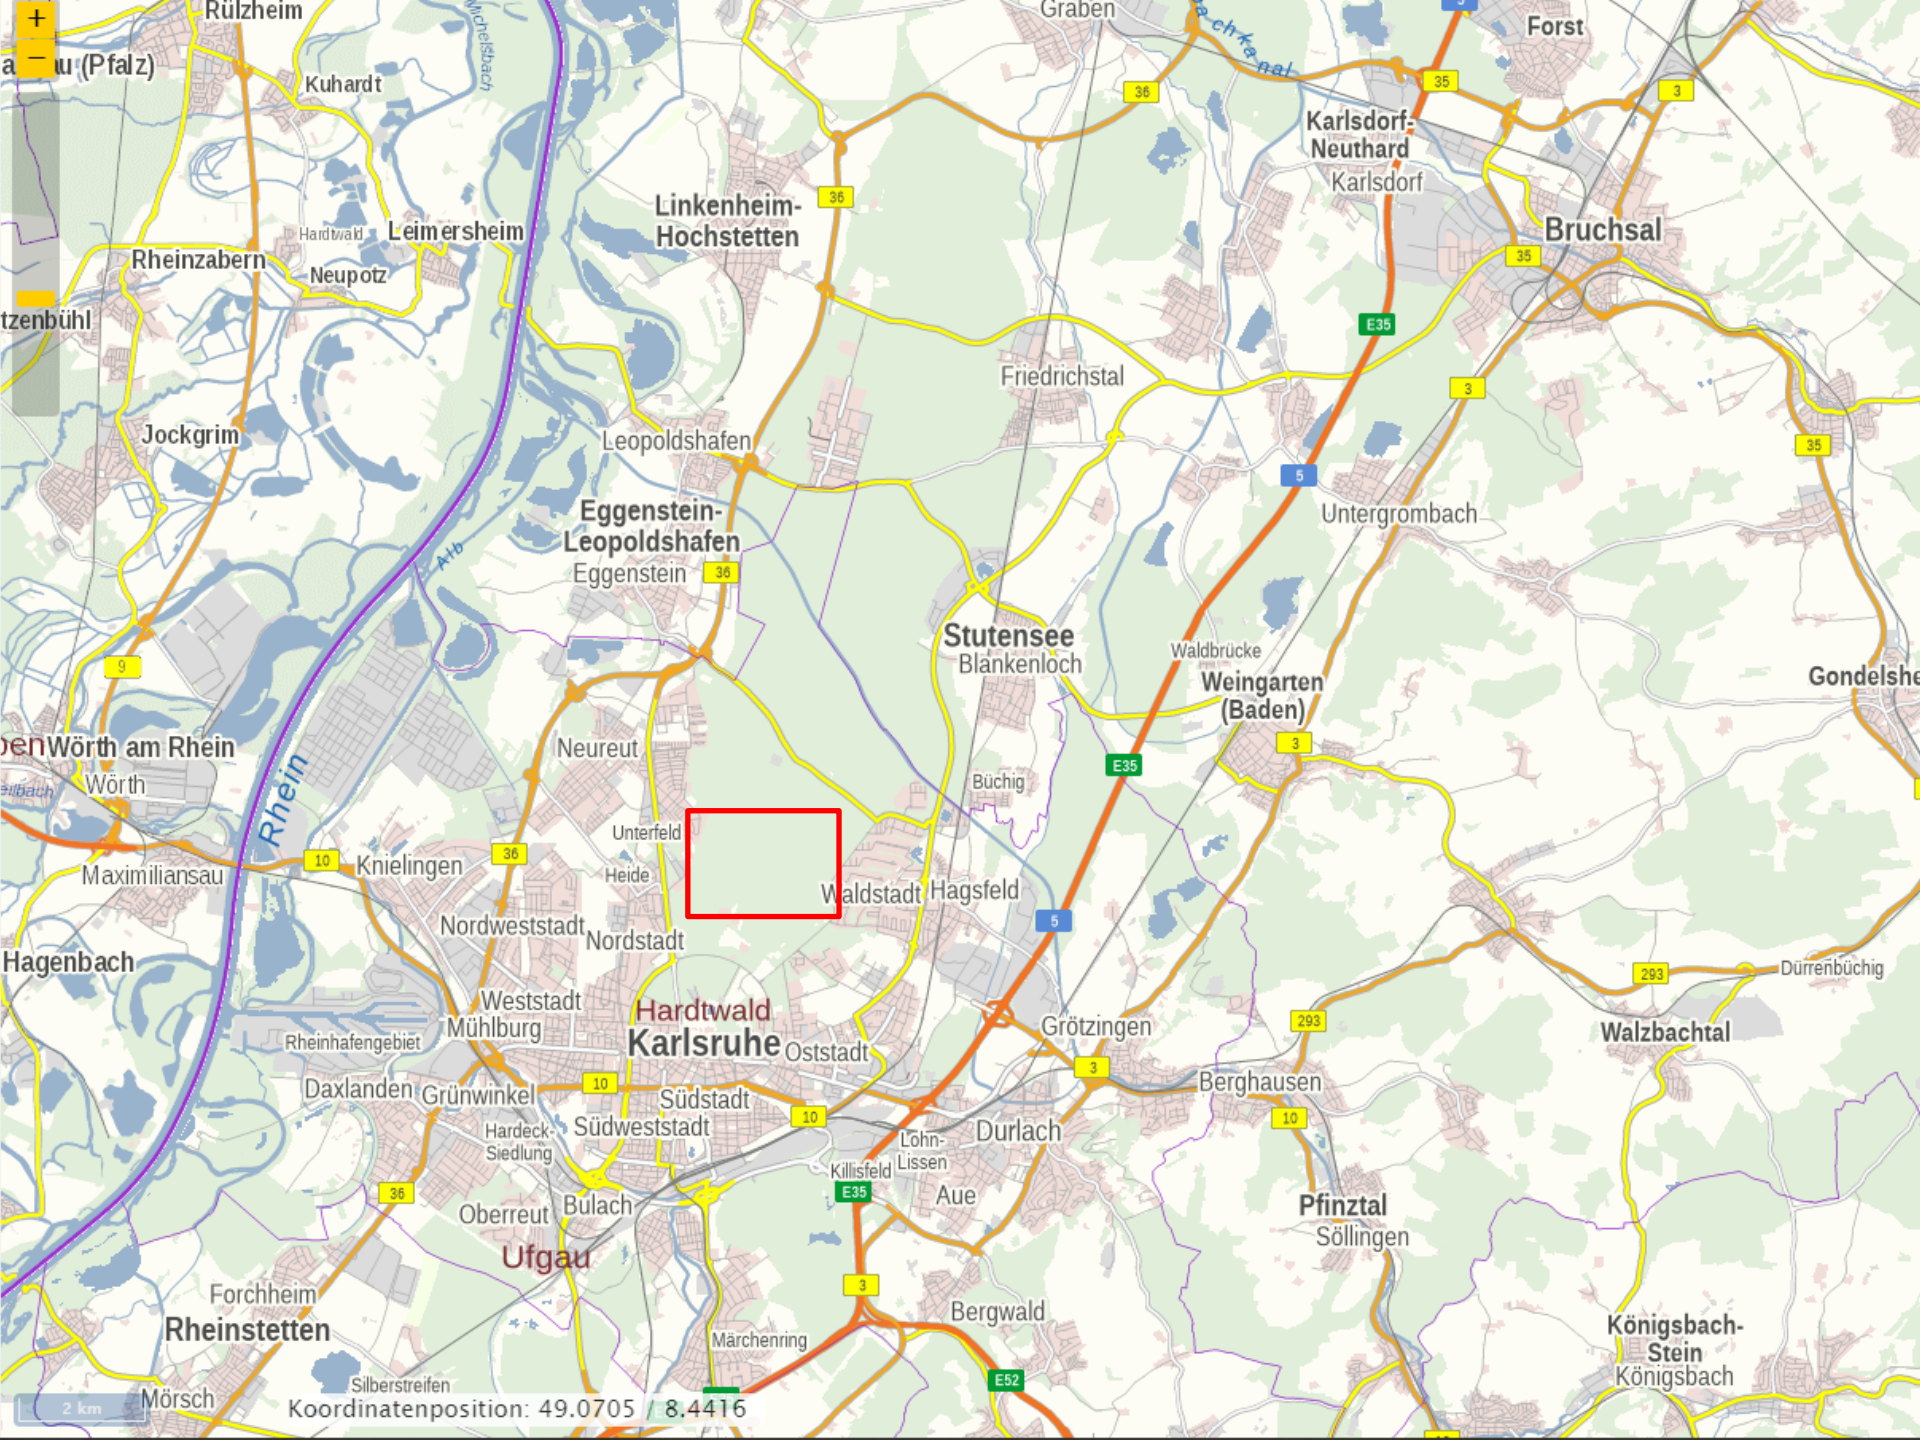 +
−
Rülzheim
Graben
Forst
Michelsbach
au (Pfalz)
Kuhardt
36
35
3
Karlsdorf-
Neuthard
Karlsdorf
Linkenheim-
Hochstetten
36
Hardtwald
Leimersheim
Bruchsal
Rheinzabern
Neupotz
35
tzenbühl
E35
Friedrichstal
3
Jockgrim
Leopoldshafen
35
5
Eggenstein-
Leopoldshafen
Untergrombach
Alb
Eggenstein
36
Stutensee
Blankenloch
Waldbrücke
9
Weingarten
(Baden)
Gondelshe
Wörth am Rhein
Neureut
3
Wörth
Rhein
Büchig
E35
Unterfeld
10
Knielingen
36
Maximiliansau
Heide
Waldstadt
Hagsfeld
Nordweststadt
Nordstadt
5
Hagenbach
293
Dürrenbüchig
Weststadt
Hardtwald
Mühlburg
Karlsruhe
Oststadt
Grötzingen
293
Walzbachtal
Rheinhafengebiet
Daxlanden
Grünwinkel
10
Südstadt
3
Berghausen
10
10
Hardeck-
Siedlung
Südweststadt
Lohn-
Lissen
Durlach
Killisfeld
36
E35
Aue
Oberreut
Bulach
Pfinztal
Söllingen
Ufgau
Forchheim
3
Bergwald
Rheinstetten
Märchenring
Königsbach-
Stein
Königsbach
Silberstreifen
E52
Mörsch
2 km
Koordinatenposition: 49.0705 / 8.4416